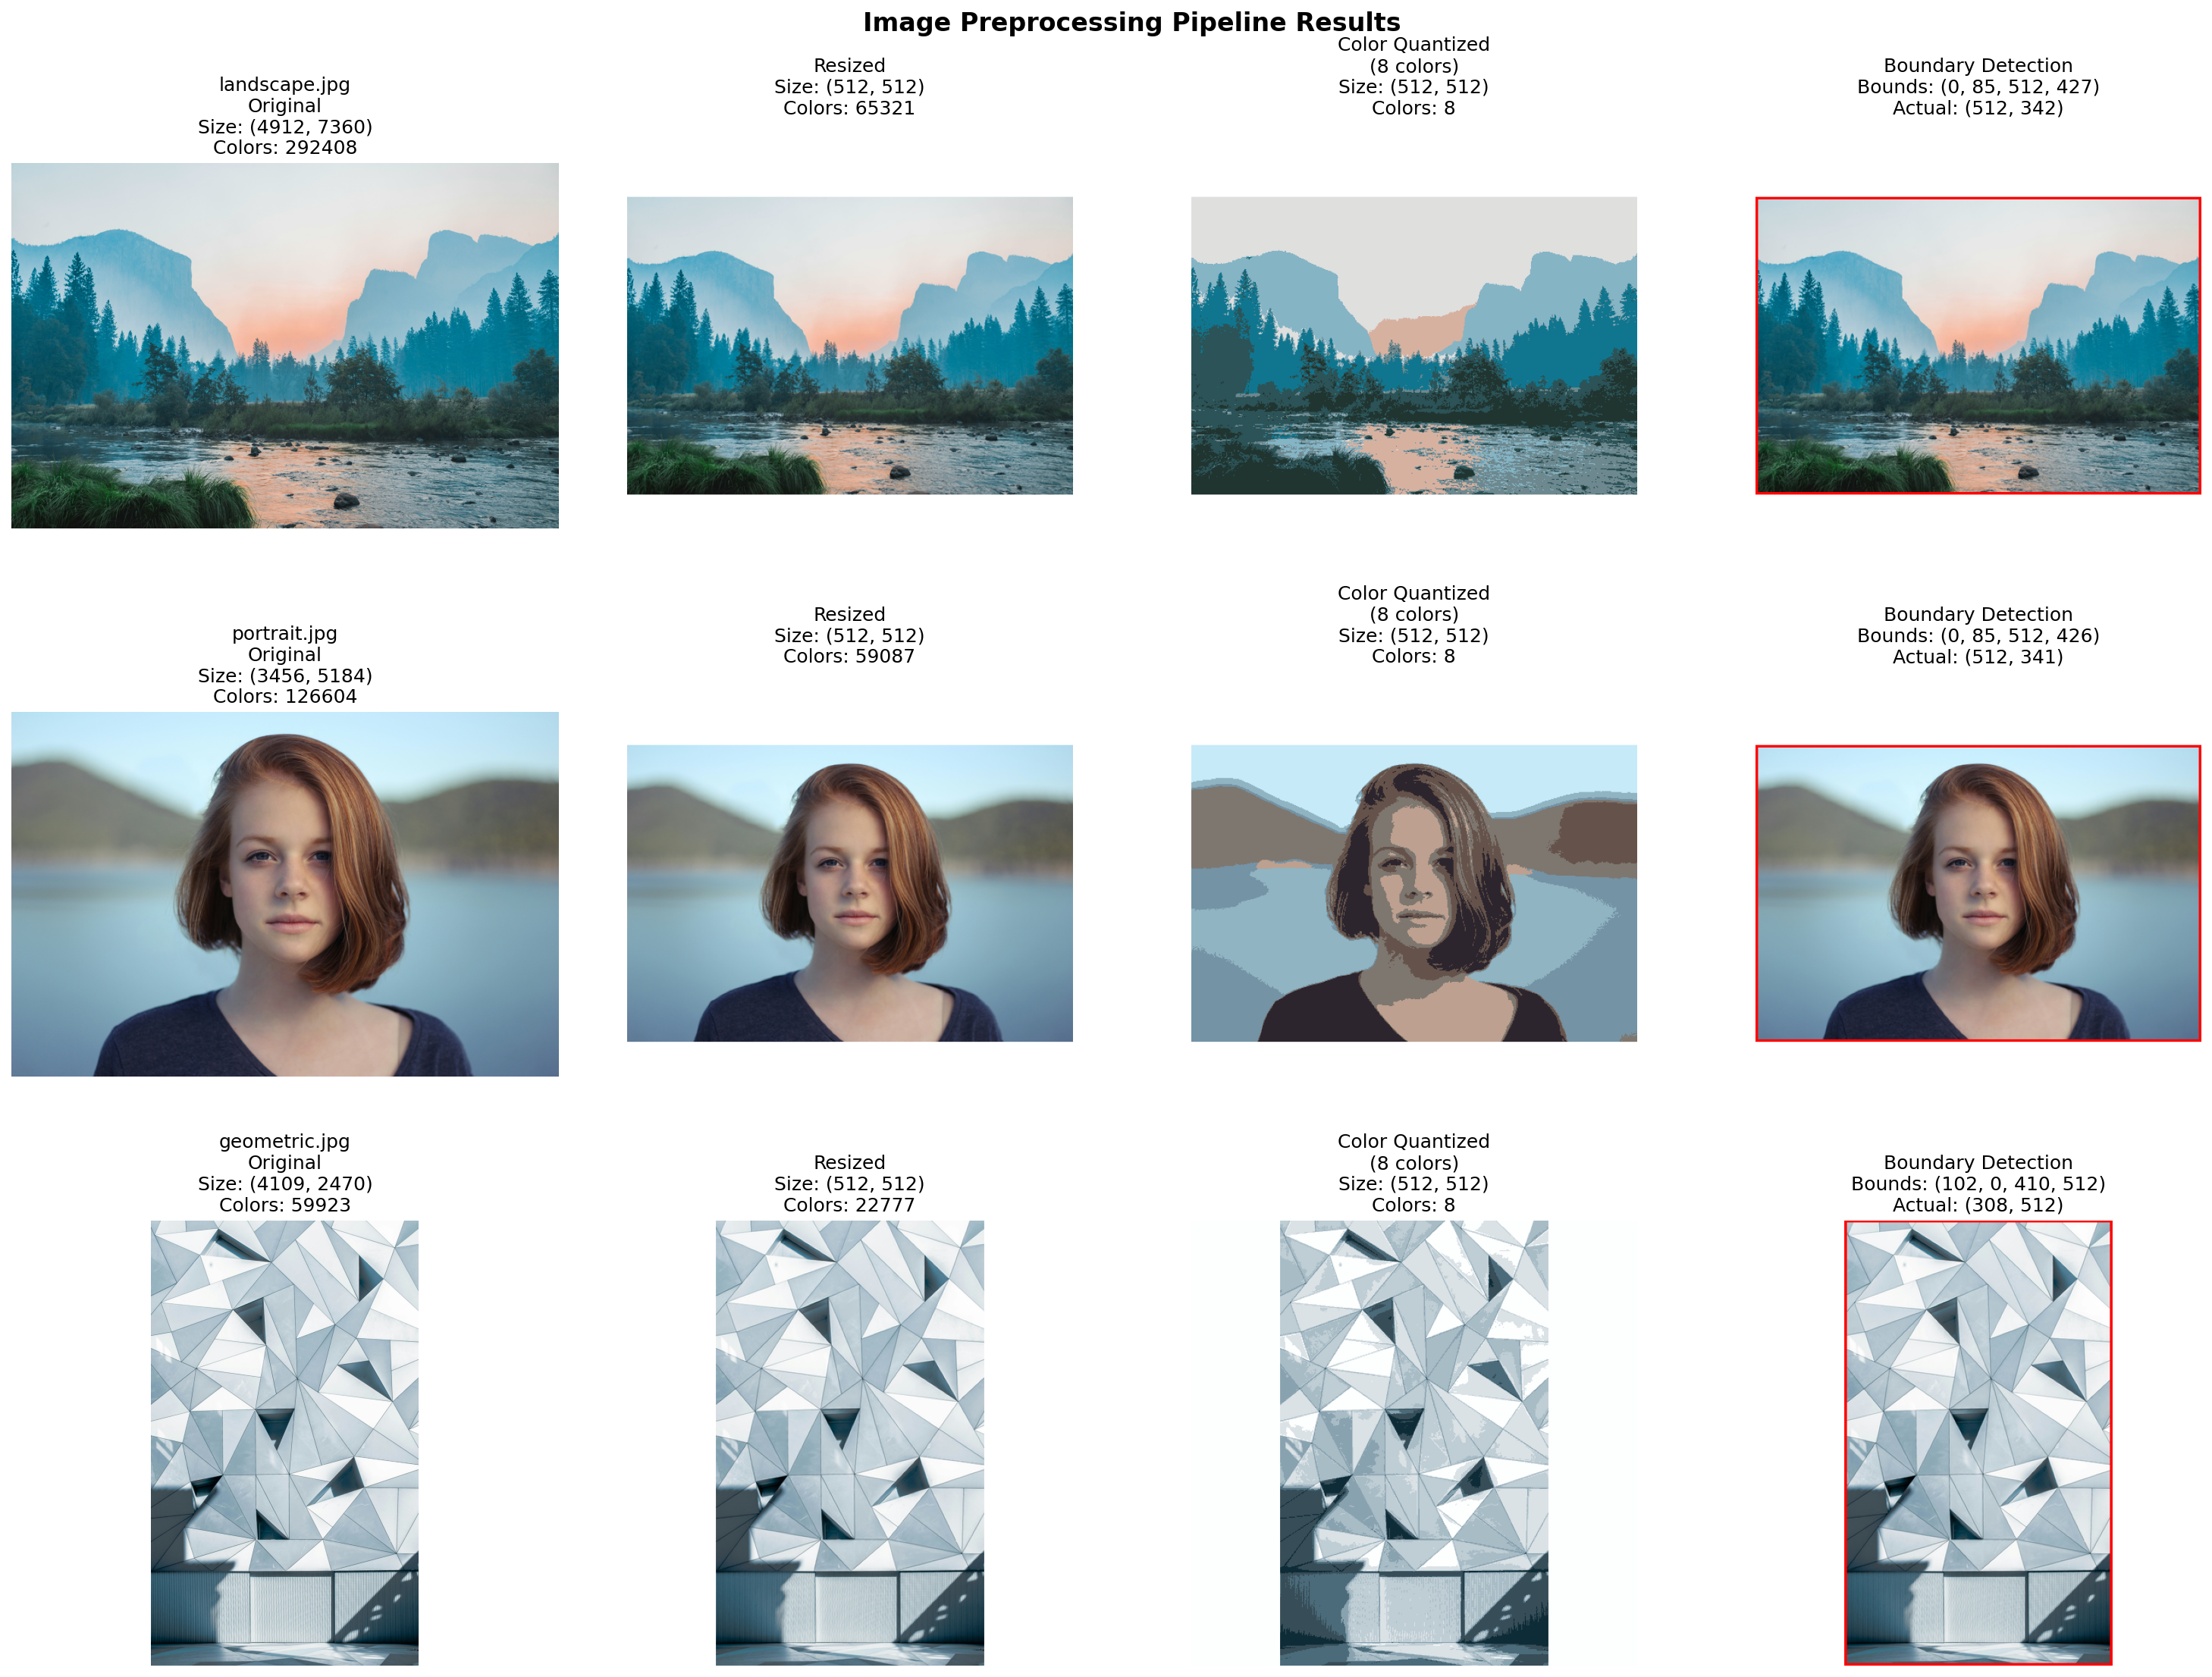 Image Preprocessing Pipeline Results
landscape.jpg
Original
Size: (4912, 7360)
Colors: 292408
Resized
Size: (512, 512)
Colors: 65321
Color Quantized
(8 colors)
Size: (512, 512)
Colors: 8
Boundary Detection
Bounds: (0, 85, 512, 427)
Actual: (512, 342)
portrait.jpg
Original
Size: (3456, 5184)
Colors: 126604
Resized
Size: (512, 512)
Colors: 59087
Color Quantized
(8 colors)
Size: (512, 512)
Colors: 8
Boundary Detection
Bounds: (0, 85, 512, 426)
Actual: (512, 341)
geometric.jpg
Original
Size: (4109, 2470)
Colors: 59923
Resized
Size: (512, 512)
Colors: 22777
Color Quantized
(8 colors)
Size: (512, 512)
Colors: 8
Boundary Detection
Bounds: (102, 0, 410, 512)
Actual: (308, 512)